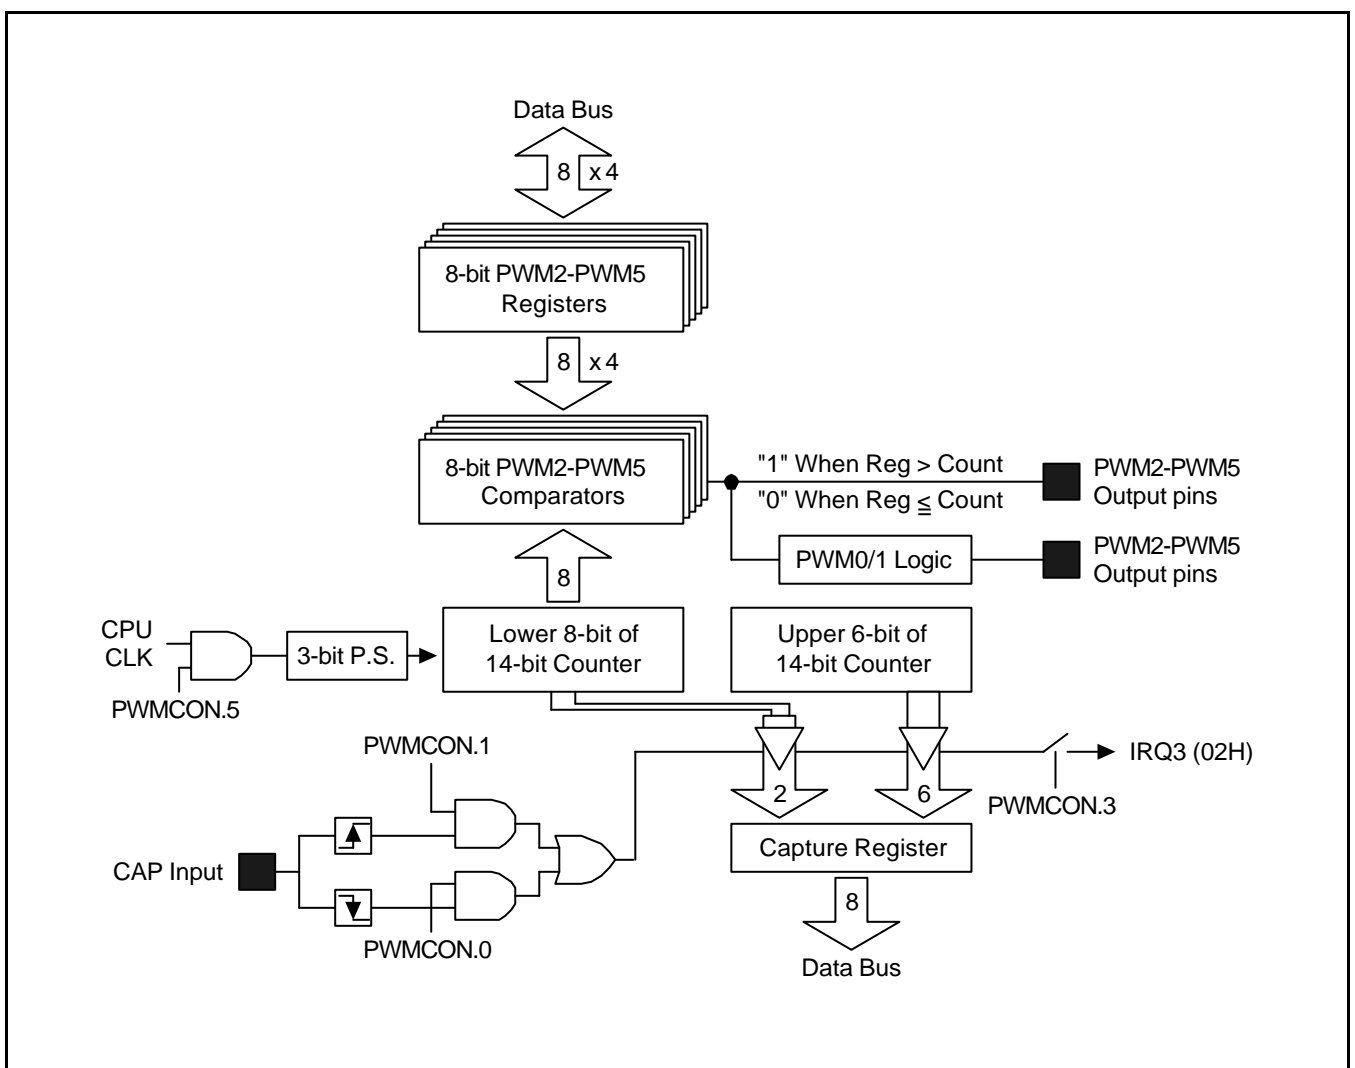 Data Bus
8 x 4
8-bit PWM2-PWM5
Registers
8 x 4
8-bit PWM2-PWM5
Comparators
"1" When Reg > Count
"0" When Reg ≦ Count
PWM2-PWM5
Output pins
PWM0/1 Logic
PWM2-PWM5
Output pins
8
CPU
CLK
PWMCON.5
3-bit P.S.
Lower 8-bit of
14-bit Counter
Upper 6-bit of
14-bit Counter
PWMCON.1
IRQ3 (02H)
2
6
PWMCON.3
Capture Register
CAP Input
8
PWMCON.0
Data Bus